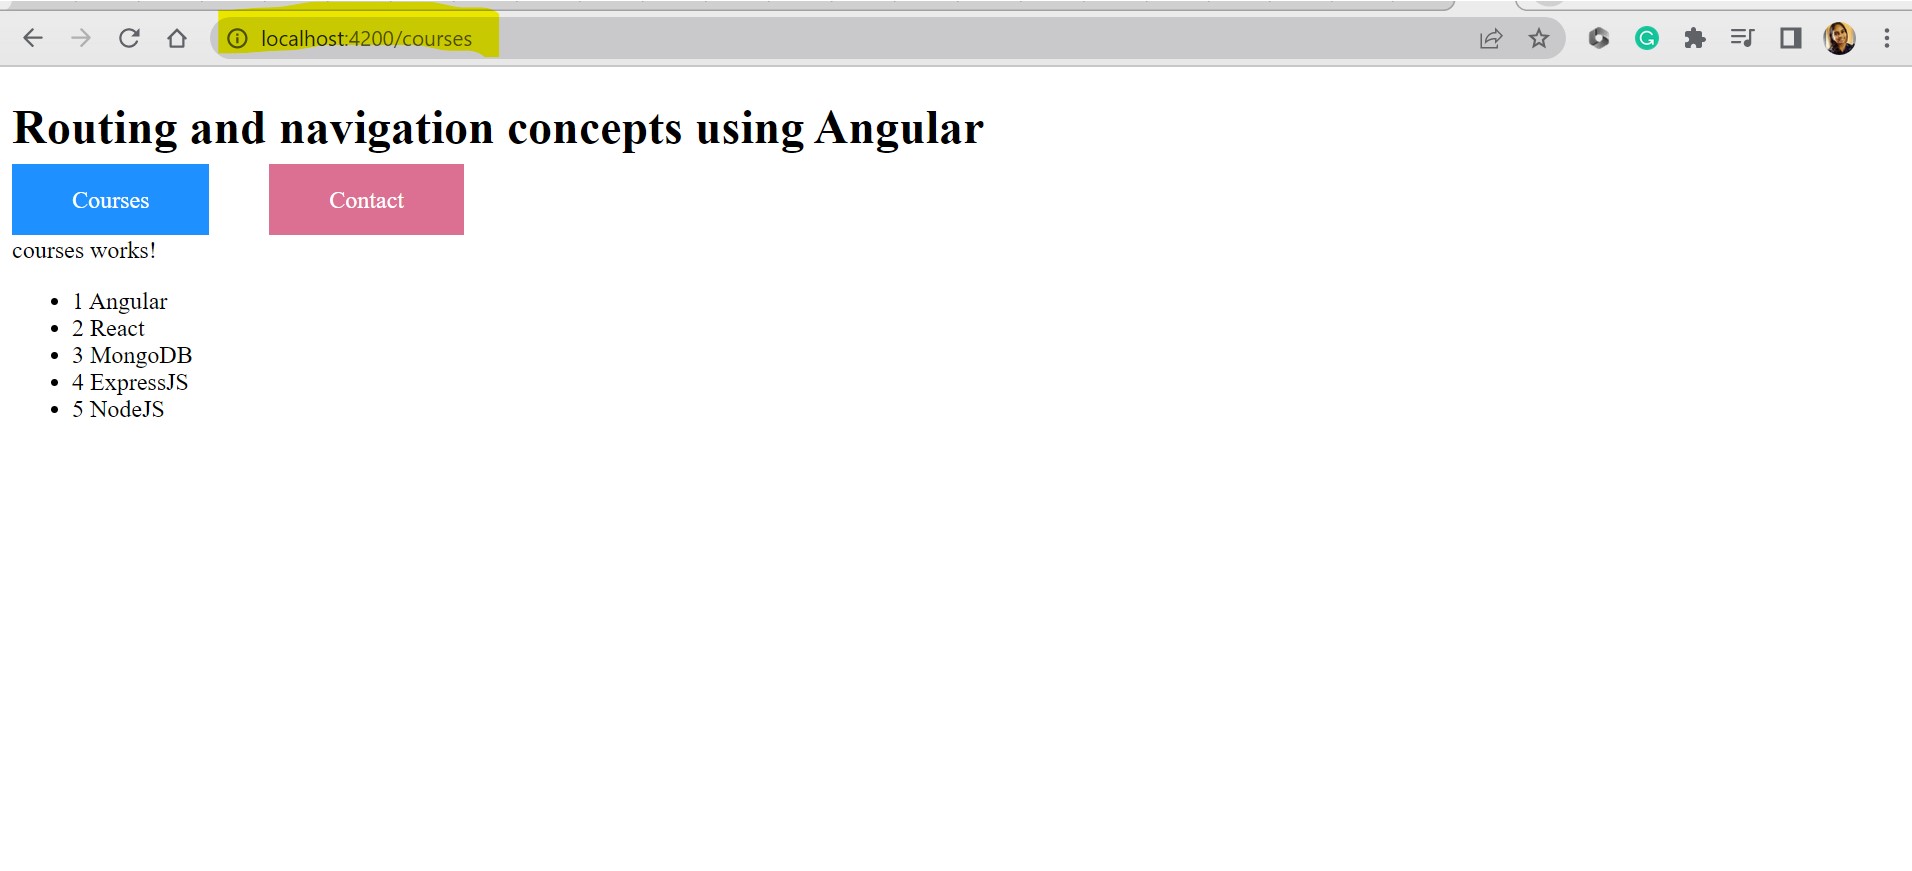 localhost:4200/courses
Routing and navigation concepts using Angular
Courses Contact
courses works!
• 1 Angular
• 2 React
• 3 MongoDB
• 4 ExpressJS
• 5 NodeJS